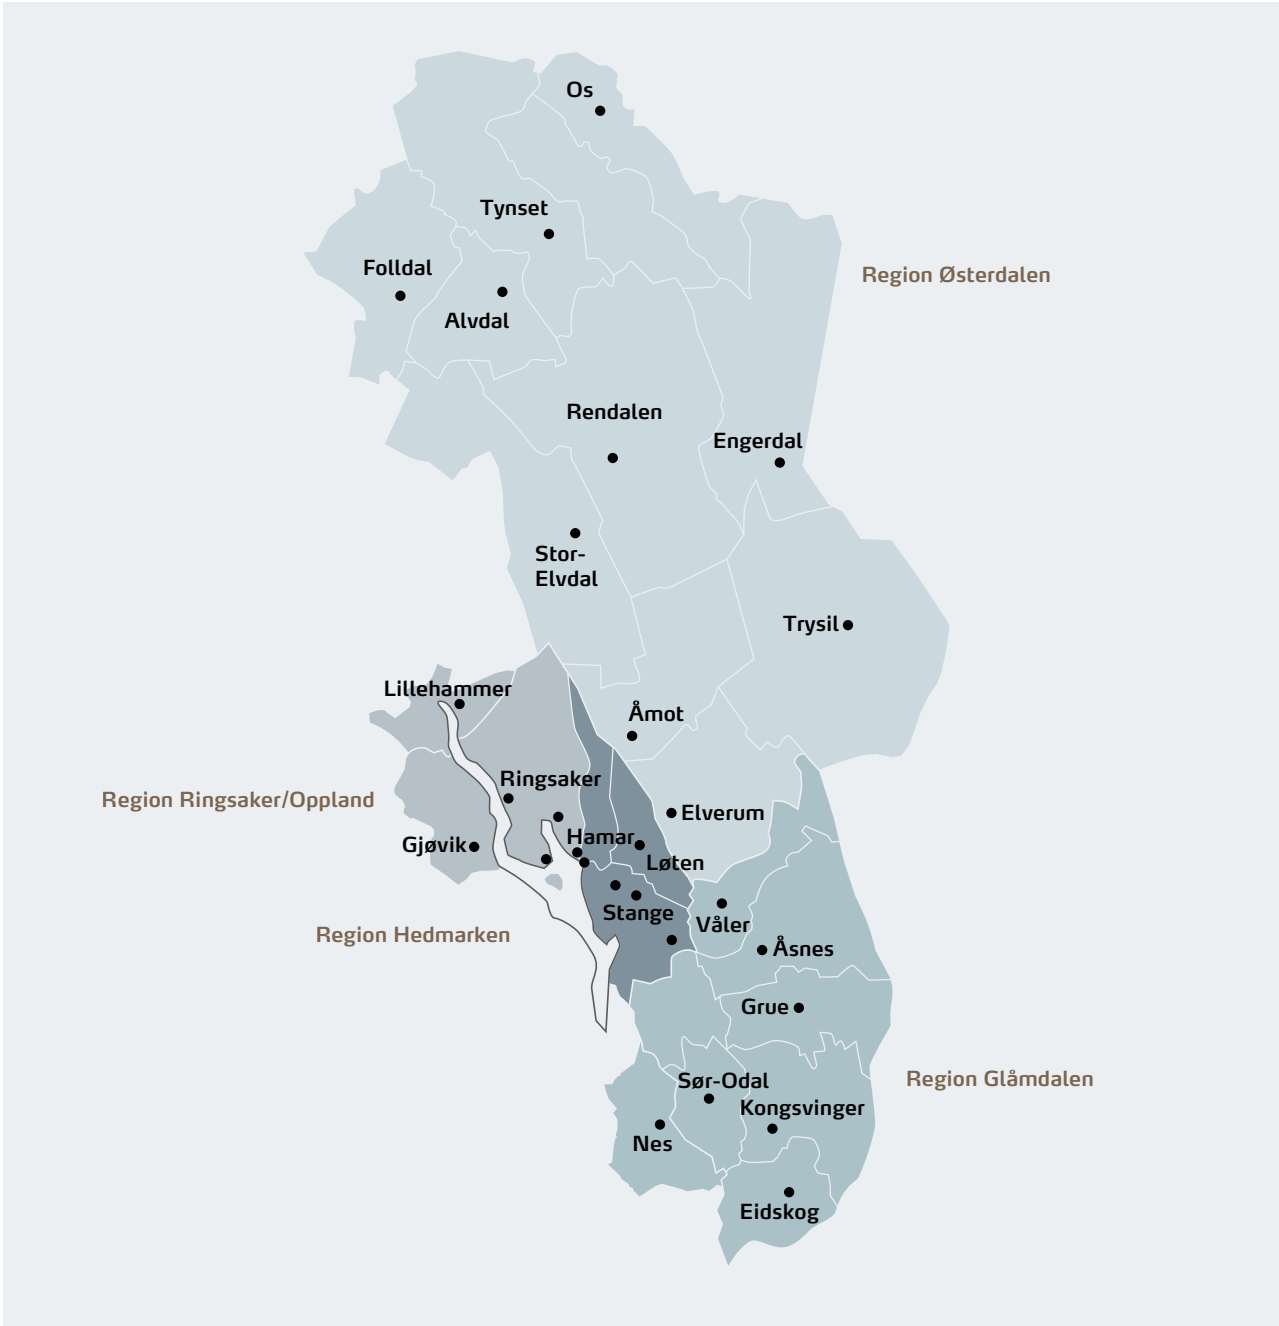 Os
Tynset
Folldal
Region Østerdalen
Alvdal
Rendalen
Engerdal
Stor-
Elvdal
Trysil
Lillehammer
Åmot
Ringsaker
Region Ringsaker/Oppland
Elverum
Hamar
Gjøvik
Løten
Stange
Våler
Region Hedmarken
Åsnes
Grue
Region Glåmdalen
Sør-Odal
Kongsvinger
Nes
Eidskog